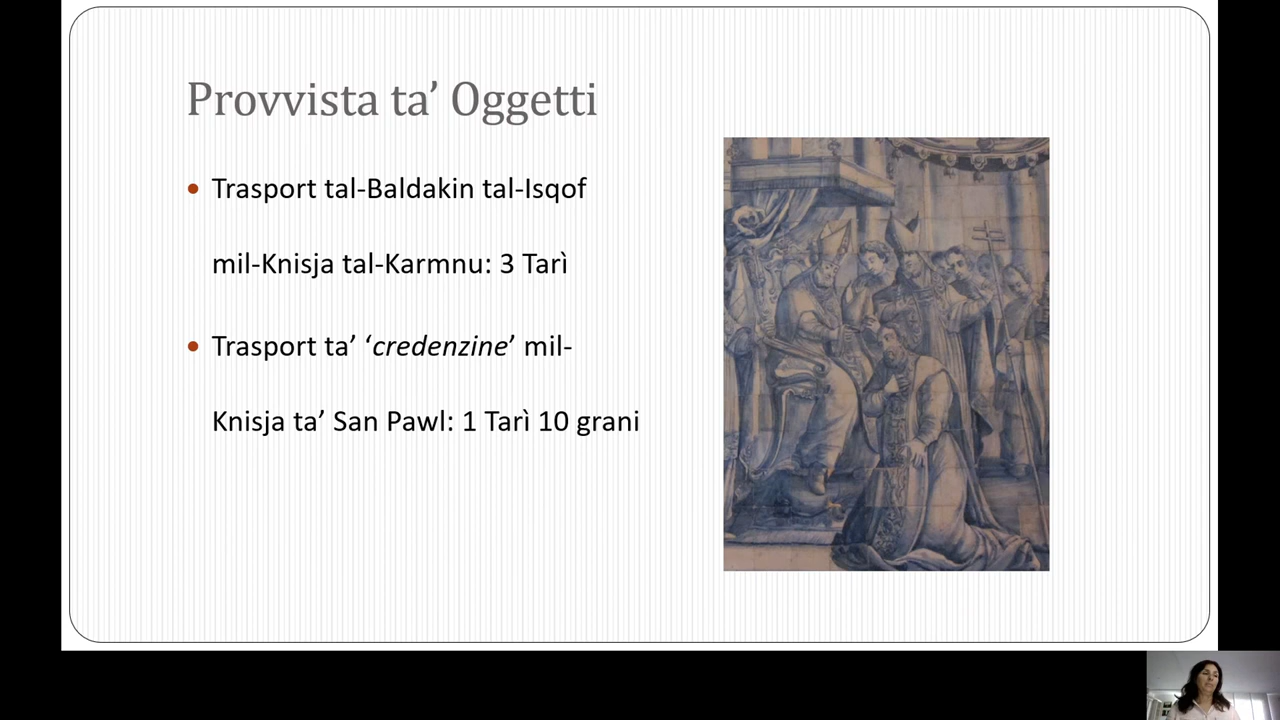 Provvista ta’ Oggetti
• Trasport tal-Baldakin tal-Isqof
mil-Knisja tal-Karmnu: 3 Tarì
• Trasport ta’ ‘credenzine’ mil-
Knisja ta’ San Pawl: 1 Tarì 10 grani